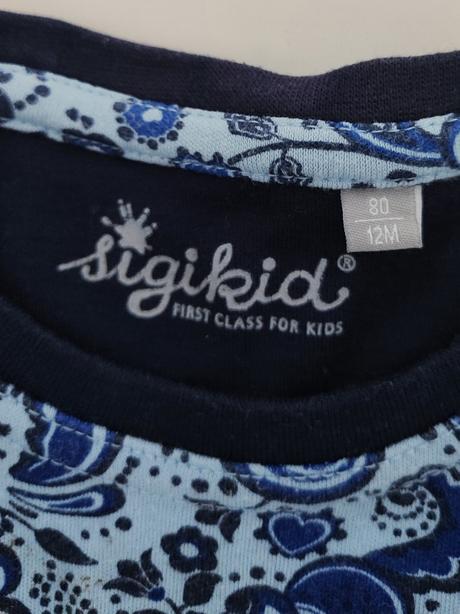 80
12M
sigikid®
FIRST CLASS FOR KIDS